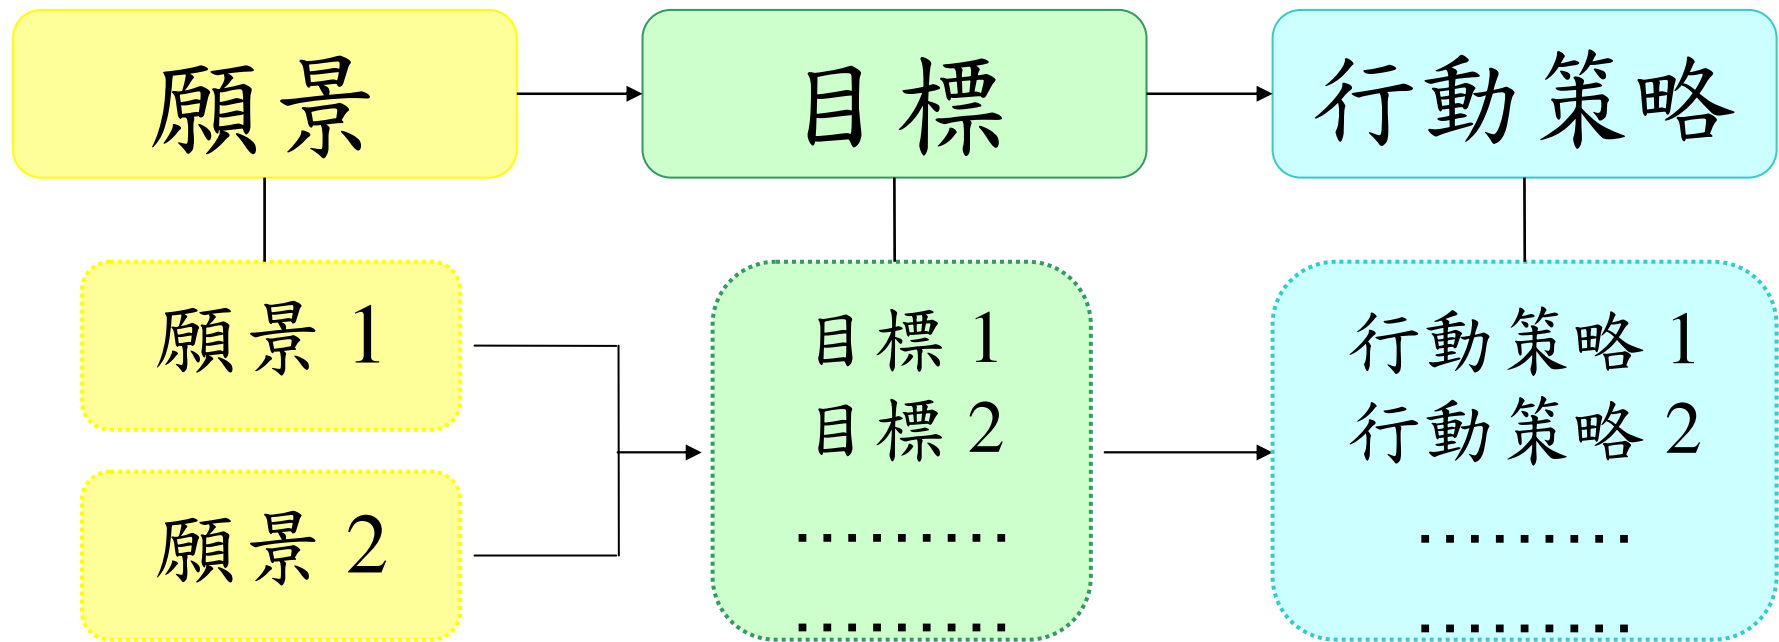 願景
目標
行動策略
願景 1
願景 2
目標 1
目標 2
.........
.........
行動策略 1
行動策略 2
.........
.........